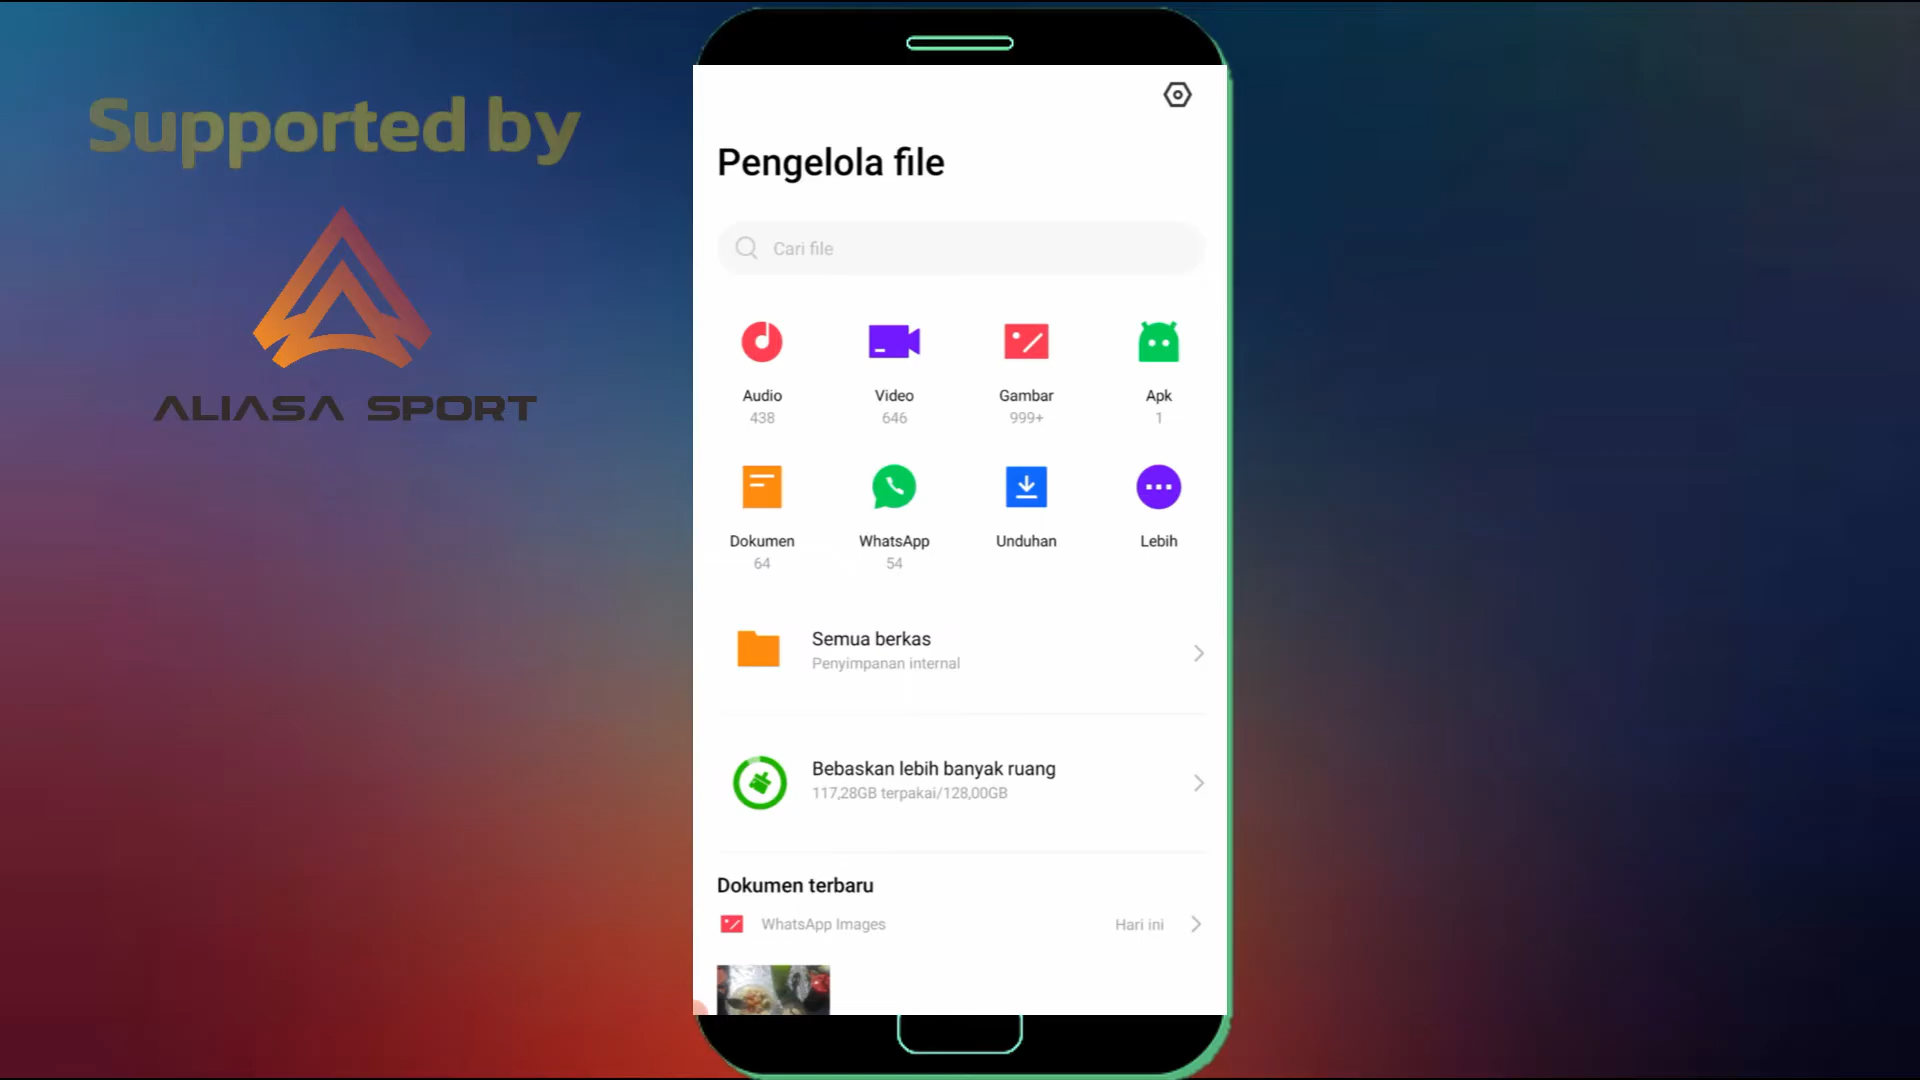 Supported by
ALIASA SPORT
Pengelola file
Cari file
Audio
438
Video
646
Gambar
999+
Apk
1
Dokumen
64
WhatsApp
54
Unduhan
Lebih
Semua berkas
Penyimpanan internal
Bebaskan lebih banyak ruang
117,28GB terpakai/128,00GB
Dokumen terbaru
WhatsApp Images
Hari ini